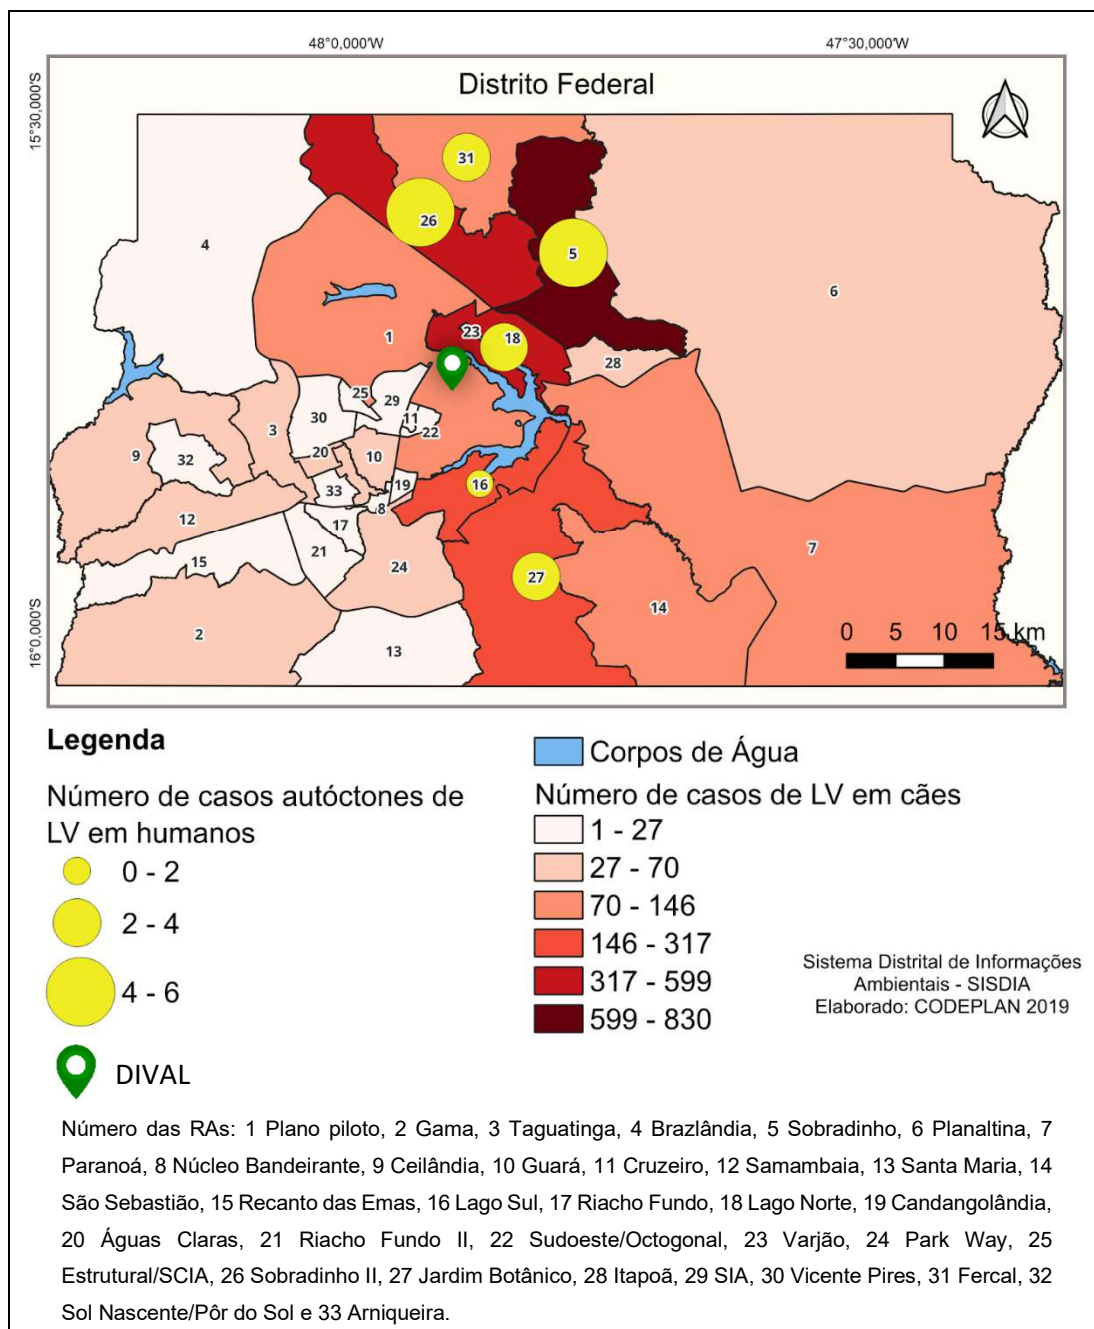 48°0,000'W 47°30,000'W
15°30,000'S
Distrito Federal
31
26
4
5
6
23 18
1
28
25
29
30 11
22
3
9 20 10
32
19
16
33
8
12
17
7
21
15 24
27
14
2
13
16°0,000'S
0 5 10 15 km
Legenda
Número de casos autóctones de
LV em humanos
0 - 2
2 - 4
4 - 6
DIVAL
Corpos de Água
Número de casos de LV em cães
1 - 27
27 - 70
70 - 146
146 - 317
317 - 599
599 - 830
Sistema Distrital de Informações
Ambientais - SISDIA
Elaborado: CODEPLAN 2019
Número das RAs: 1 Plano piloto, 2 Gama, 3 Taguatinga, 4 Brazlândia, 5 Sobradinho, 6 Planaltina, 7
Paranoá, 8 Núcleo Bandeirante, 9 Ceilândia, 10 Guará, 11 Cruzeiro, 12 Samambaia, 13 Santa Maria, 14
São Sebastião, 15 Recanto das Emas, 16 Lago Sul, 17 Riacho Fundo, 18 Lago Norte, 19 Candangolândia,
20 Águas Claras, 21 Riacho Fundo II, 22 Sudoeste/Octogonal, 23 Varjão, 24 Park Way, 25
Estrutural/SCIA, 26 Sobradinho II, 27 Jardim Botânico, 28 Itapoã, 29 SIA, 30 Vicente Pires, 31 Fercal, 32
Sol Nascente/Pôr do Sol e 33 Arniqueira.